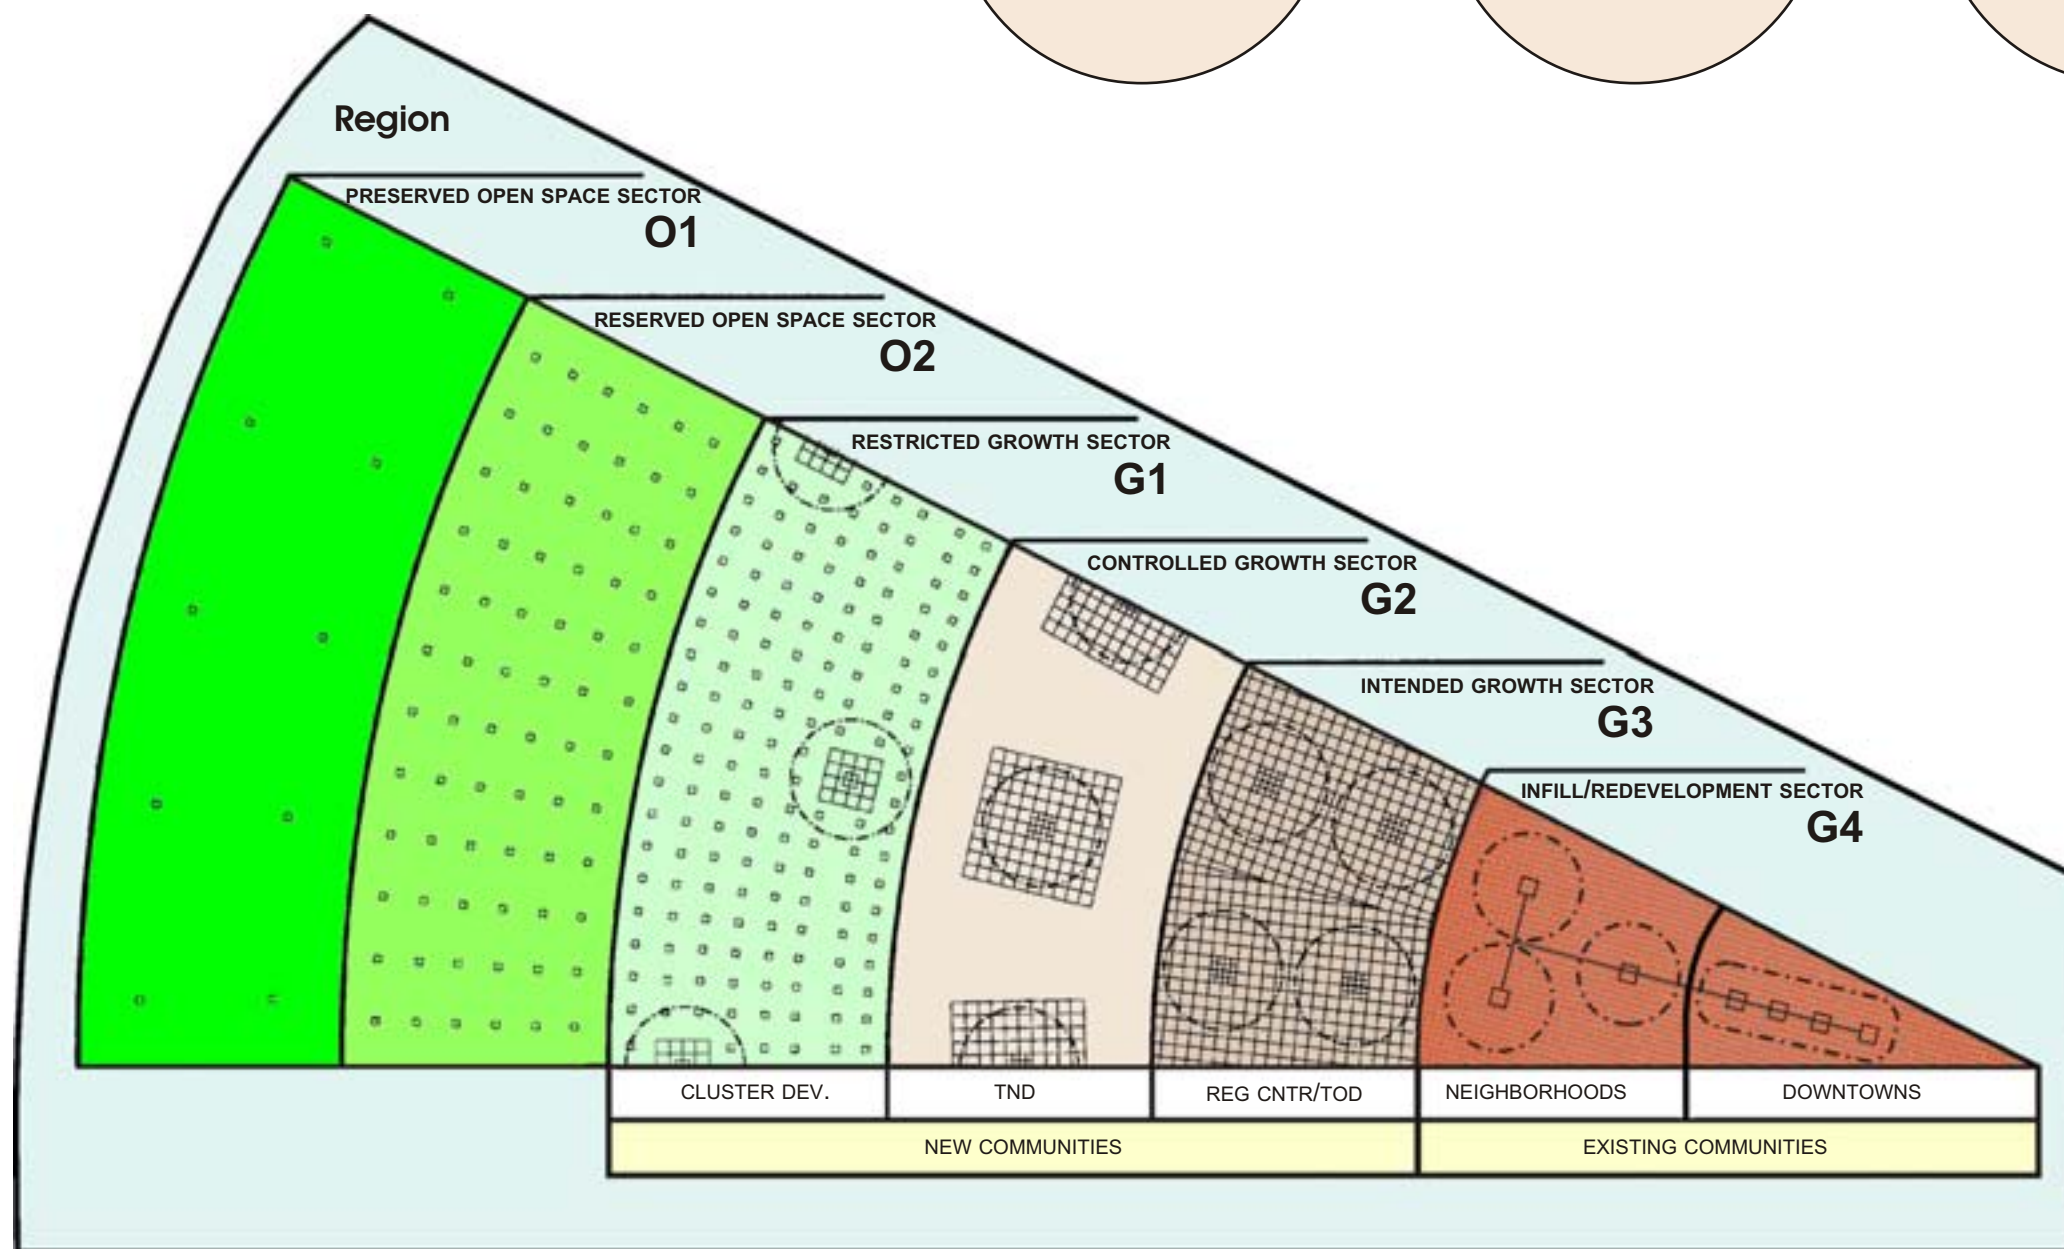 Region
PRESERVED OPEN SPACE SECTOR
O1
RESERVED OPEN SPACE SECTOR
O2
RESTRICTED GROWTH SECTOR
G1
CONTROLLED GROWTH SECTOR
G2
INTENDED GROWTH SECTOR
G3
INFILL/REDEVELOPMENT SECTOR
G4
CLUSTER DEV. TND REG CNTR/TOD NEIGHBORHOODS DOWNTOWNS
NEW COMMUNITIES EXISTING COMMUNITIES